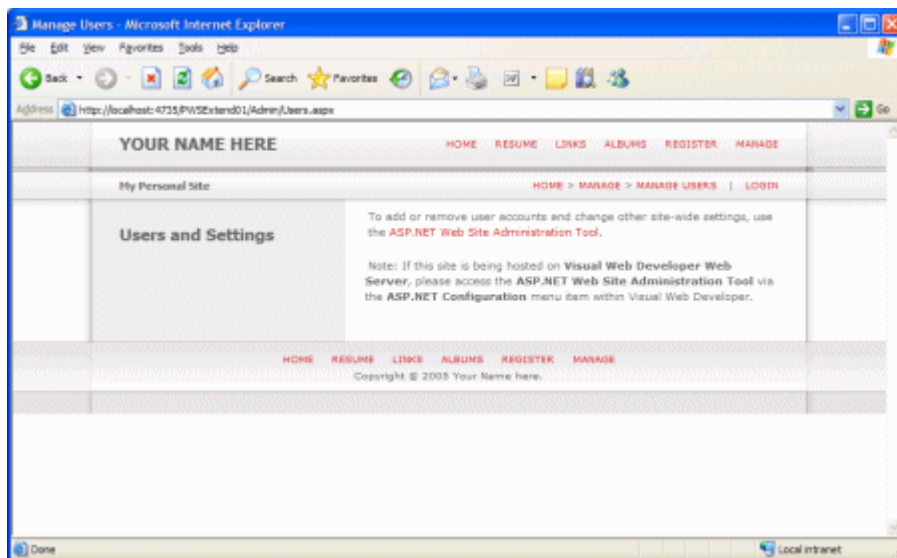 Manage Users - Microsoft Internet Explorer
File Edit View Favorites Tools Help
Back Search Favorites
Address http://localhost:4735/PWSExtend01/Admin/Users.aspx Go
YOUR NAME HERE HOME RESUME LINKS ALBUMS REGISTER MANAGE
My Personal Site HOME > MANAGE > MANAGE USERS | LOGIN
Users and Settings
To add or remove user accounts and change other site-wide settings, use
the ASP.NET Web Site Administration Tool.
Note: If this site is being hosted on Visual Web Developer Web
Server, please access the ASP.NET Web Site Administration Tool via
the ASP.NET Configuration menu item within Visual Web Developer.
HOME RESUME LINKS ALBUMS REGISTER MANAGE
Copyright © 2005 Your Name here.
Done Local intranet